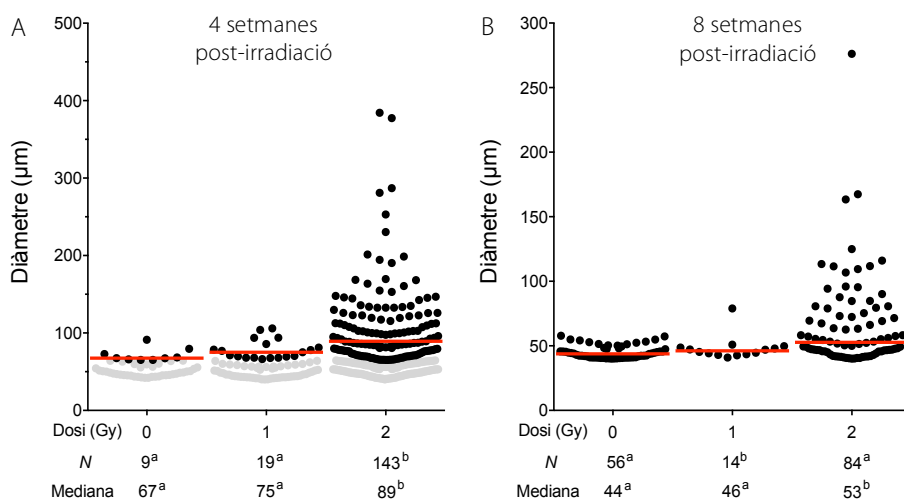 A
4 setmanes
post-irradiació
Diàmetre (µm)
500
400
300
200
100
0
Dosi (Gy) 0 1 2
N 9ᵃ 19ᵃ 143ᵇ
Mediana 67ᵃ 75ᵃ 89ᵇ
B
8 setmanes
post-irradiació
Diàmetre (µm)
300
250
200
150
100
50
0
Dosi (Gy) 0 1 2
N 56ᵃ 14ᵇ 84ᵃ
Mediana 44ᵃ 46ᵃ 53ᵇ